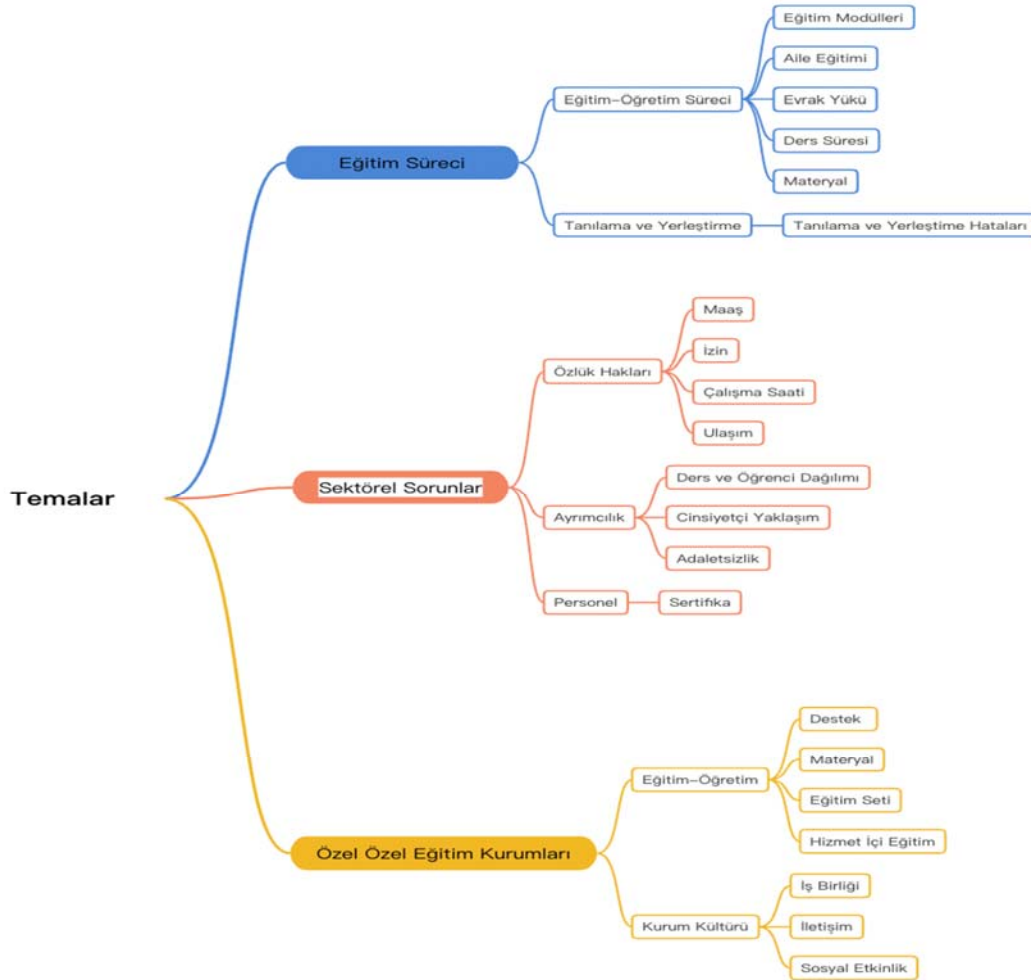 Temalar
Eğitim Süreci
Eğitim-Öğretim Süreci
Eğitim Modülleri
Aile Eğitimi
Evrak Yükü
Ders Süresi
Materyal
Tanılama ve Yerleştirme
Tanılama ve Yerleştime Hataları
Sektörel Sorunlar
Özlük Hakları
Maaş
İzin
Çalışma Saati
Ulaşım
Ayrımcılık
Ders ve Öğrenci Dağılımı
Cinsiyetçi Yaklaşım
Adaletsizlik
Personel
Sertifika
Özel Özel Eğitim Kurumları
Eğitim-Öğretim
Destek
Materyal
Eğitim Seti
Hizmet İçi Eğitim
Kurum Kültürü
İş Birliği
İletişim
Sosyal Etkinlik